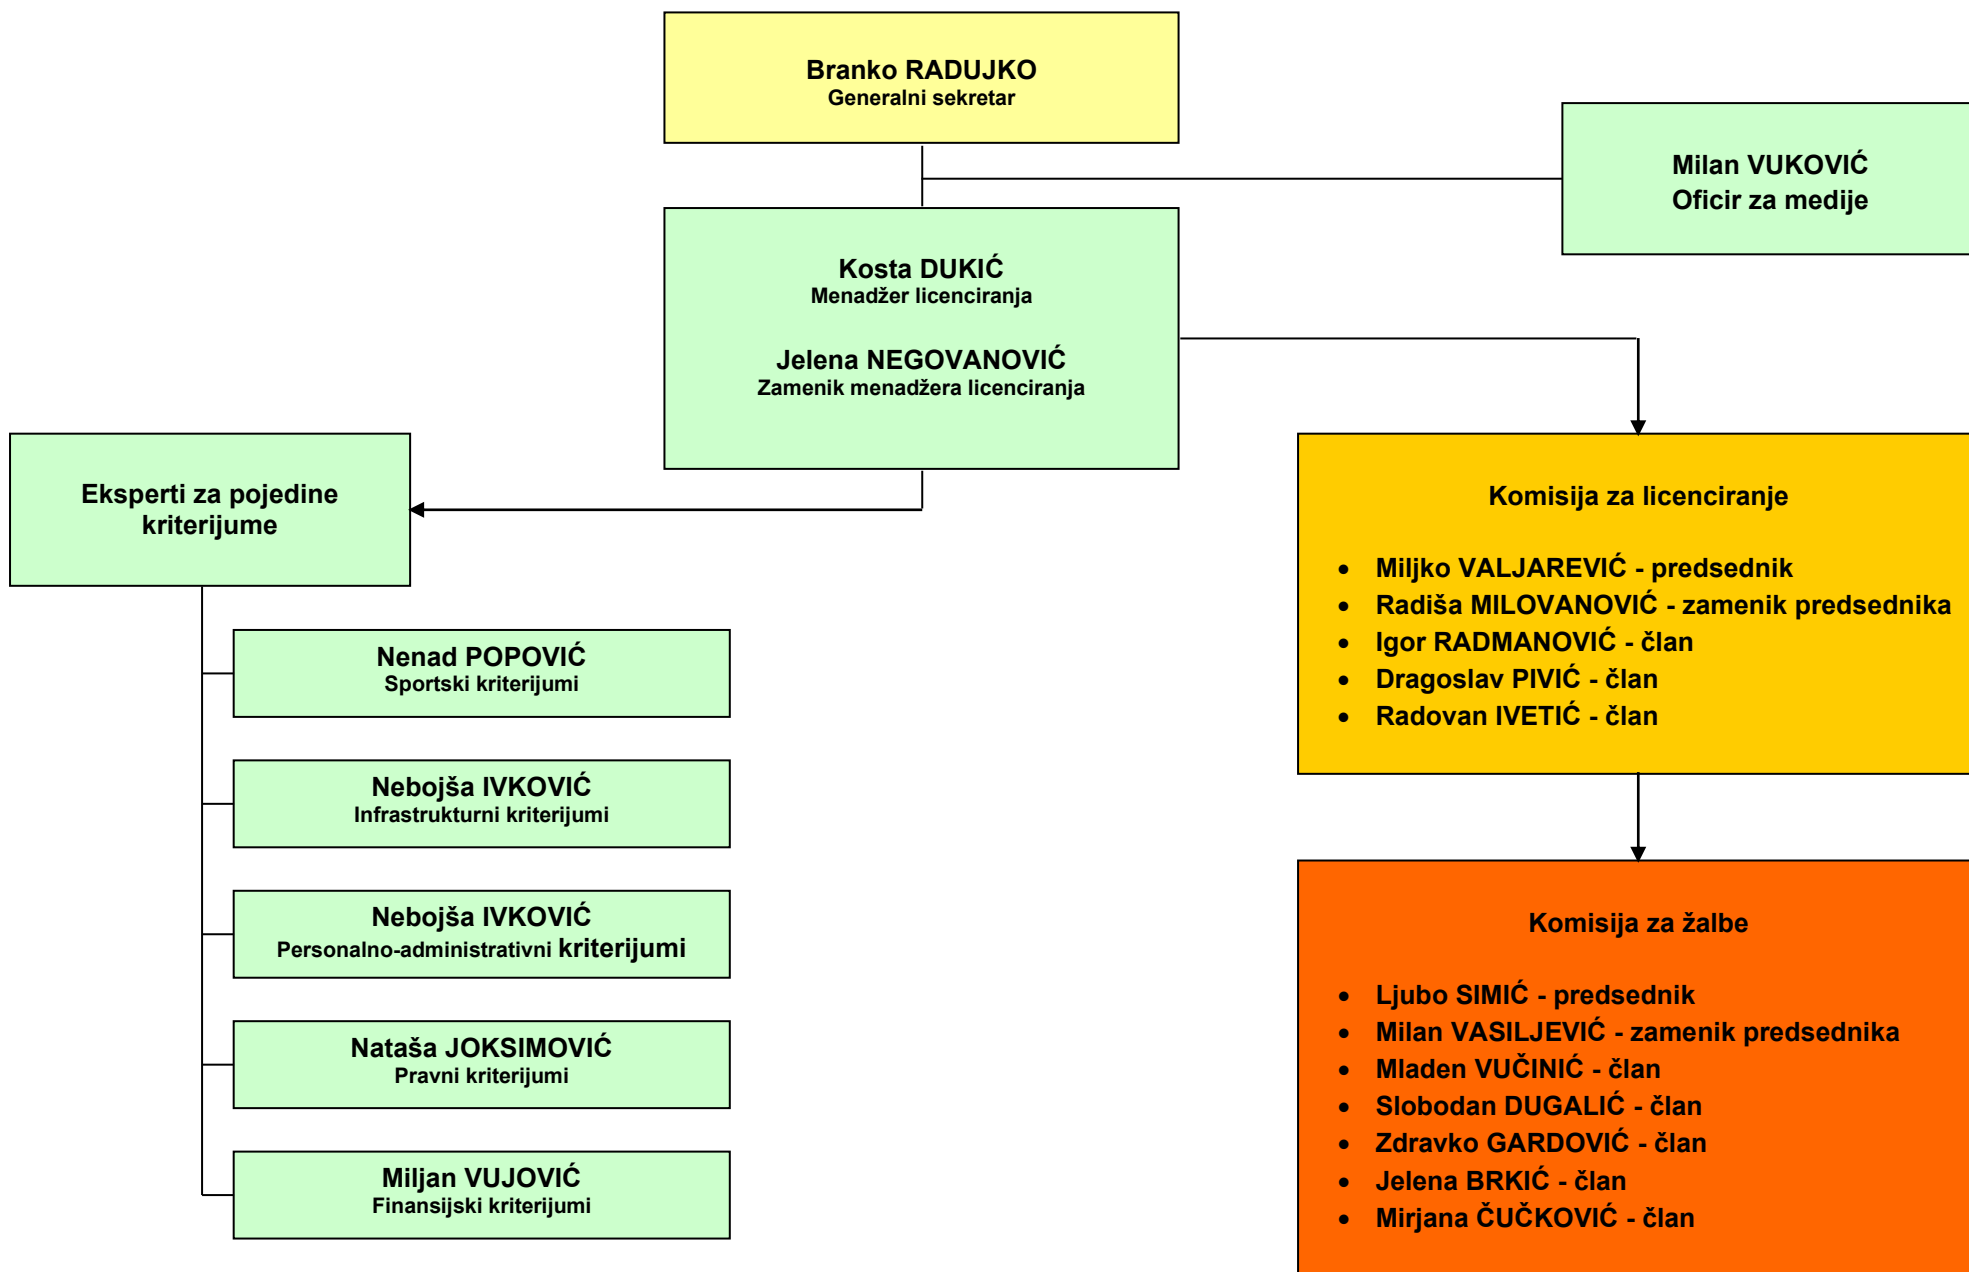 Branko RADUJKO
Generalni sekretar
Milan VUKOVIĆ
Oficir za medije
Kosta DUKIĆ
Menadžer licenciranja
Jelena NEGOVANOVIĆ
Zamenik menadžera licenciranja
Eksperti za pojedine
kriterijume
Nenad POPOVIĆ
Sportski kriterijumi
Nebojša IVKOVIĆ
Infrastrukturni kriterijumi
Nebojša IVKOVIĆ
Personalno-administrativni kriterijumi
Nataša JOKSIMOVIĆ
Pravni kriterijumi
Miljan VUJOVIĆ
Finansijski kriterijumi
Komisija za licenciranje
• Miljko VALJAREVIĆ - predsednik
• Radiša MILOVANOVIĆ - zamenik predsednika
• Igor RADMANOVIĆ - član
• Dragoslav PIVIĆ - član
• Radovan IVETIĆ - član
Komisija za žalbe
• Ljubo SIMIĆ - predsednik
• Milan VASILJEVIĆ - zamenik predsednika
• Mladen VUČINIĆ - član
• Slobodan DUGALIĆ - član
• Zdravko GARDOVIĆ - član
• Jelena BRKIĆ - član
• Mirjana ČUČKOVIĆ - član